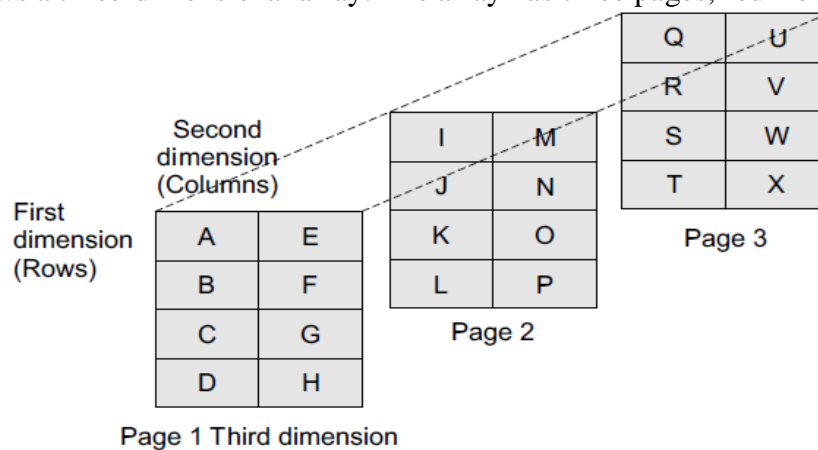 Q U
R V
Second
dimension
(Columns)
I M
S W
J N
T X
First
dimension
(Rows)
A E
K O
Page 3
B F
L P
C G
Page 2
D H
Page 1 Third dimension